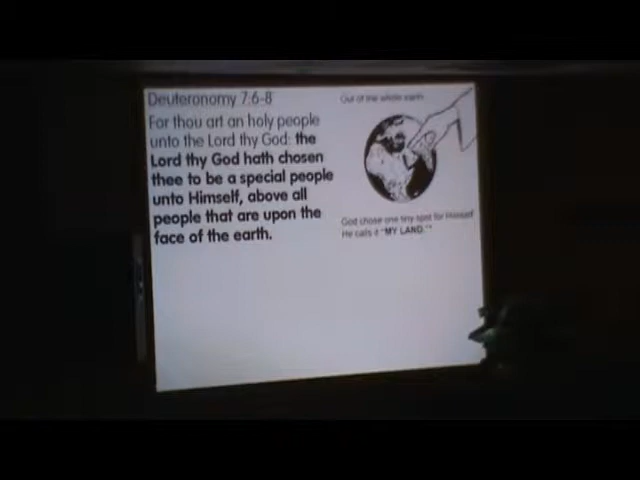 Deuteronomy 7:6-8
For thou art an holy people
unto the Lord thy God: the
Lord thy God hath chosen
thee to be a special people
unto Himself, above all
people that are upon the
face of the earth.
Out of the whole earth
God chose one tiny spot for Himself
He calls it "MY LAND."